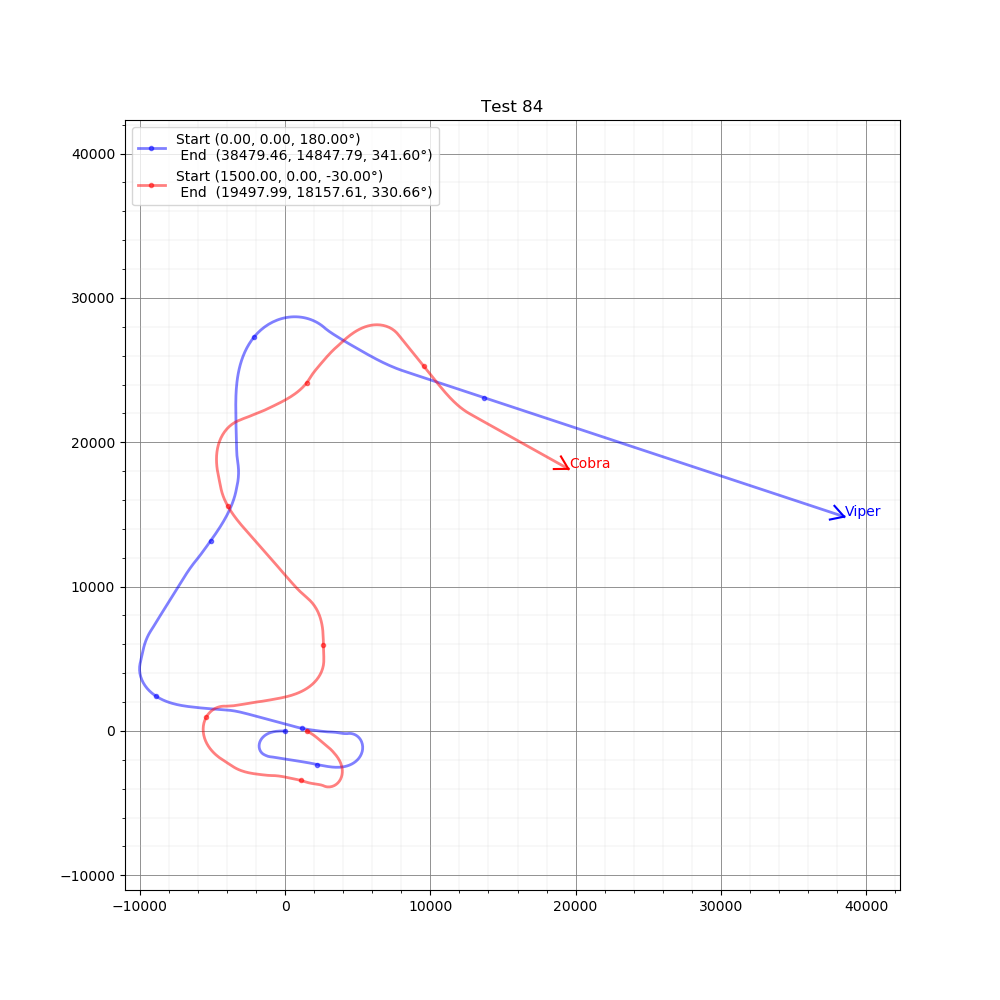 Test 84
Start (0.00, 0.00, 180.00°)
End  (38479.46, 14847.79, 341.60°)
Start (1500.00, 0.00, -30.00°)
End  (19497.99, 18157.61, 330.66°)
40000
30000
20000
10000
0
−10000
Cobra
Viper
−10000
0
10000
20000
30000
40000